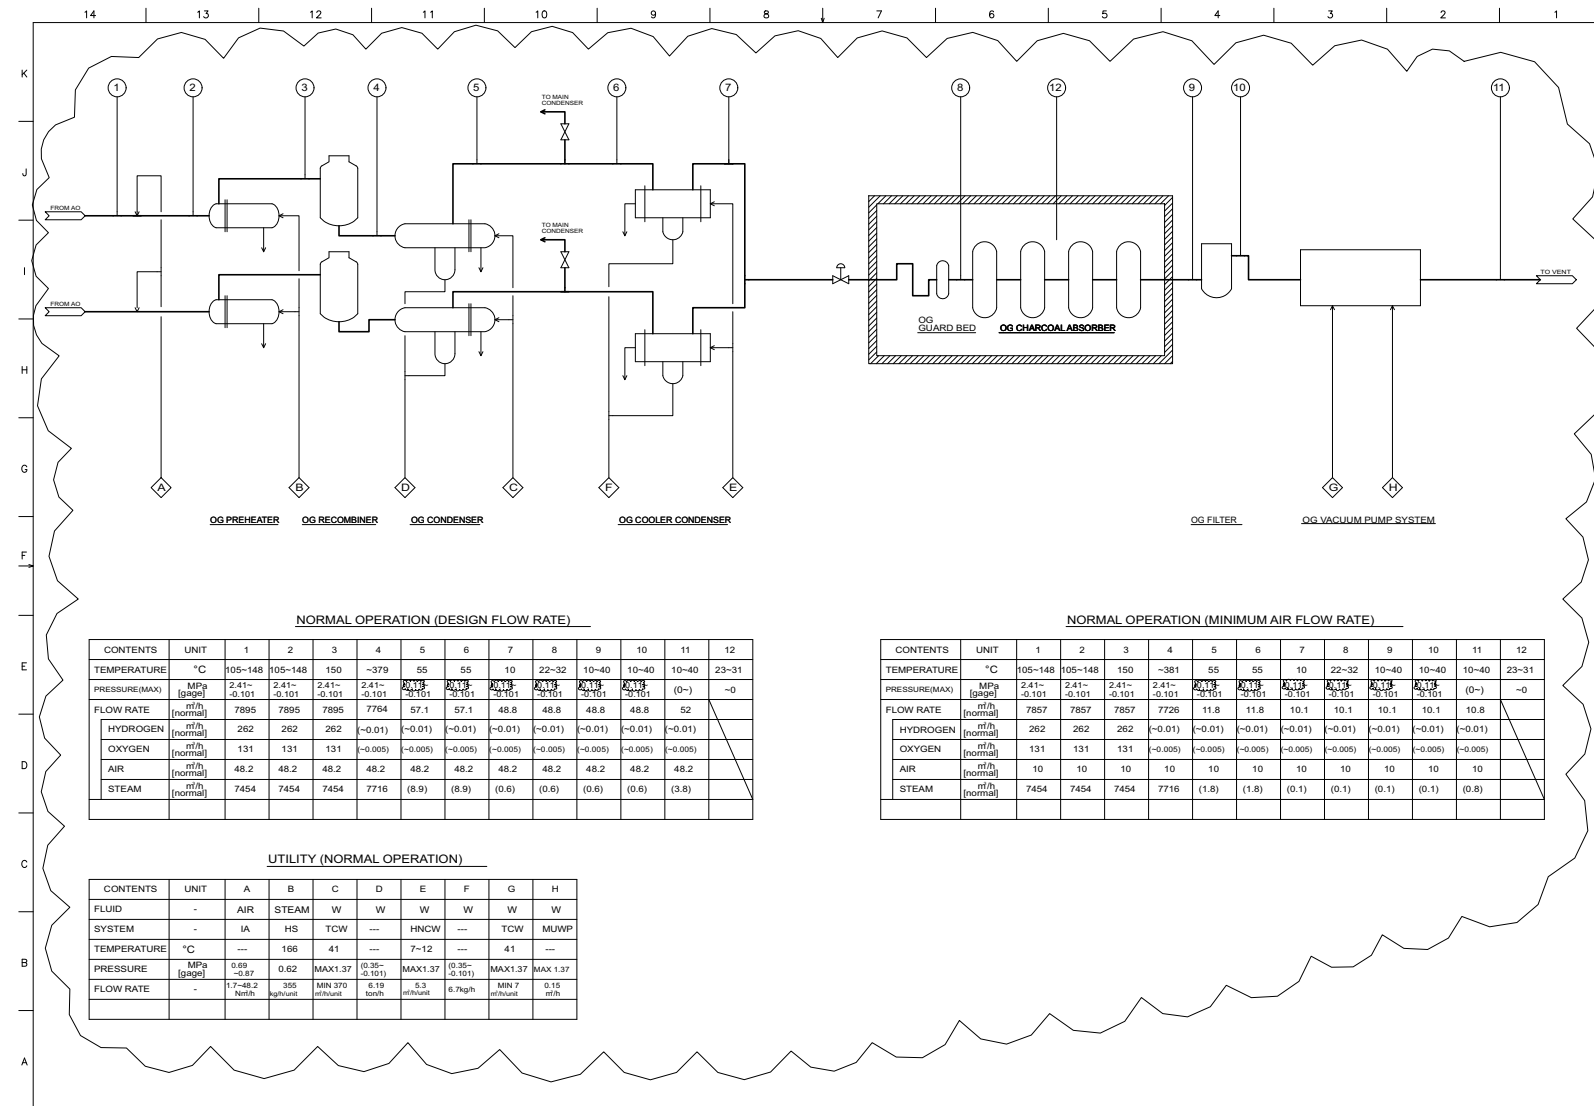 14 13 12 11 10 9 8 7 6 5 4 3 2 1
K
J
I
H
G
F
E
D
C
B
A
1 2 3 4 5 6 7 8 12 9 10 11
TO MAIN
CONDENSER
FROM AO
TO MAIN
CONDENSER
FROM AO
TO VENT
OG
GUARD BED
OG CHARCOAL ABSORBER
A B D C F E G H
OG PREHEATER OG RECOMBINER OG CONDENSER OG COOLER CONDENSER OG FILTER OG VACUUM PUMP SYSTEM
NORMAL OPERATION (DESIGN FLOW RATE)
CONTENTS UNIT 1 2 3 4 5 6 7 8 9 10 11 12
TEMPERATURE °C 105~148 105~148 150 ~379 55 55 10 22~32 10~40 10~40 10~40 23~31
PRESSURE(MAX) MPa [gage] 2.41~ -0.101 2.41~ -0.101 2.41~ -0.101 2.41~ -0.101 -0.101 -0.101 -0.101 -0.101 -0.101 -0.101 (0~) ~0
FLOW RATE m³/h [normal] 7895 7895 7895 7764 57.1 57.1 48.8 48.8 48.8 48.8 52
HYDROGEN m³/h [normal] 262 262 262 (~0.01) (~0.01) (~0.01) (~0.01) (~0.01) (~0.01) (~0.01) (~0.01)
OXYGEN m³/h [normal] 131 131 131 (~0.005) (~0.005) (~0.005) (~0.005) (~0.005) (~0.005) (~0.005) (~0.005)
AIR m³/h [normal] 48.2 48.2 48.2 48.2 48.2 48.2 48.2 48.2 48.2 48.2 48.2
STEAM m³/h [normal] 7454 7454 7454 7716 (8.9) (8.9) (0.6) (0.6) (0.6) (0.6) (3.8)
NORMAL OPERATION (MINIMUM AIR FLOW RATE)
CONTENTS UNIT 1 2 3 4 5 6 7 8 9 10 11 12
TEMPERATURE °C 105~148 105~148 150 ~381 55 55 10 22~32 10~40 10~40 10~40 23~31
PRESSURE(MAX) MPa [gage] 2.41~ -0.101 2.41~ -0.101 2.41~ -0.101 2.41~ -0.101 -0.101 -0.101 -0.101 -0.101 -0.101 -0.101 (0~) ~0
FLOW RATE m³/h [normal] 7857 7857 7857 7726 11.8 11.8 10.1 10.1 10.1 10.1 10.8
HYDROGEN m³/h [normal] 262 262 262 (~0.01) (~0.01) (~0.01) (~0.01) (~0.01) (~0.01) (~0.01) (~0.01)
OXYGEN m³/h [normal] 131 131 131 (~0.005) (~0.005) (~0.005) (~0.005) (~0.005) (~0.005) (~0.005) (~0.005)
AIR m³/h [normal] 10 10 10 10 10 10 10 10 10 10 10
STEAM m³/h [normal] 7454 7454 7454 7716 (1.8) (1.8) (0.1) (0.1) (0.1) (0.1) (0.8)
UTILITY (NORMAL OPERATION)
CONTENTS UNIT A B C D E F G H
FLUID - AIR STEAM W W W W W W
SYSTEM - IA HS TCW --- HNCW --- TCW MUWP
TEMPERATURE °C --- 166 41 --- 7~12 --- 41 ---
PRESSURE MPa [gage] 0.69 ~0.87 0.62 MAX1.37 (0.35~ -0.101) MAX1.37 (0.35~ -0.101) MAX1.37 MAX 1.37
FLOW RATE - 1.7~48.2 Nm³/h 355 kg/h/unit MIN 370 m³/h/unit 6.19 ton/h 5.3 m³/h/unit 6.7kg/h MIN 7 m³/h/unit 0.15 m³/h